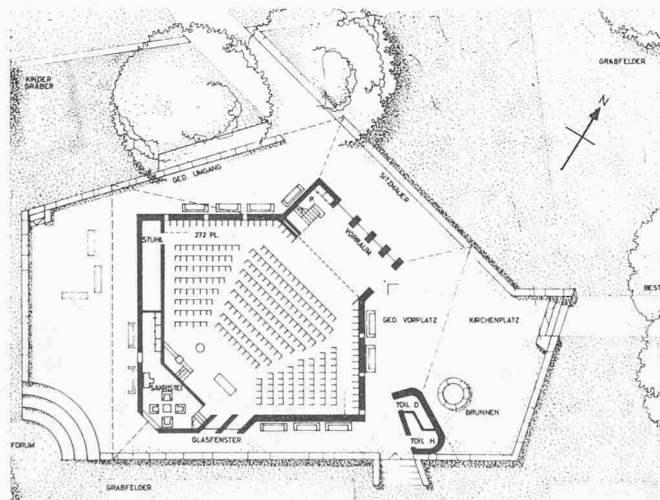 KINDER
GRÄBER
GRABFELDER
N
GED. UMGANG
SITZMAUER
P.
STUHL
272 PL.
VORRAUM
GED. VORPLATZ
KIRCHENPLATZ
BEST
SAKRISTEI
TOIL. D.
BRUNNEN
TOIL. H.
FORUM
GLASFENSTER
GRABFELDER